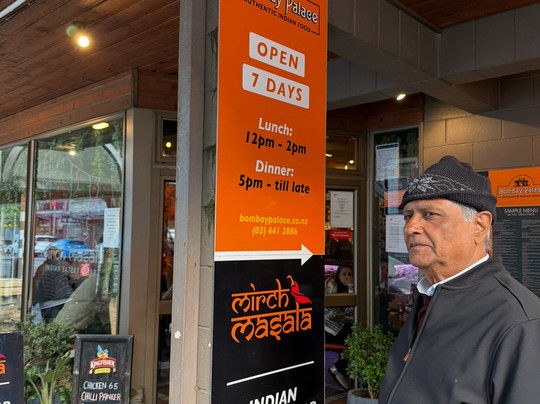 Bombay Palace
AUTHENTIC INDIAN FOOD
OPEN
7 DAYS
Lunch:
12pm - 2pm
Dinner:
5pm - till late
bombaypalace.co.nz
(03) 441 2886
mirch
masala
INDIAN
KINGFISHER
CHICKEN 65
CHILLI PANEER
Bombay Palace
SAMPLE MENU